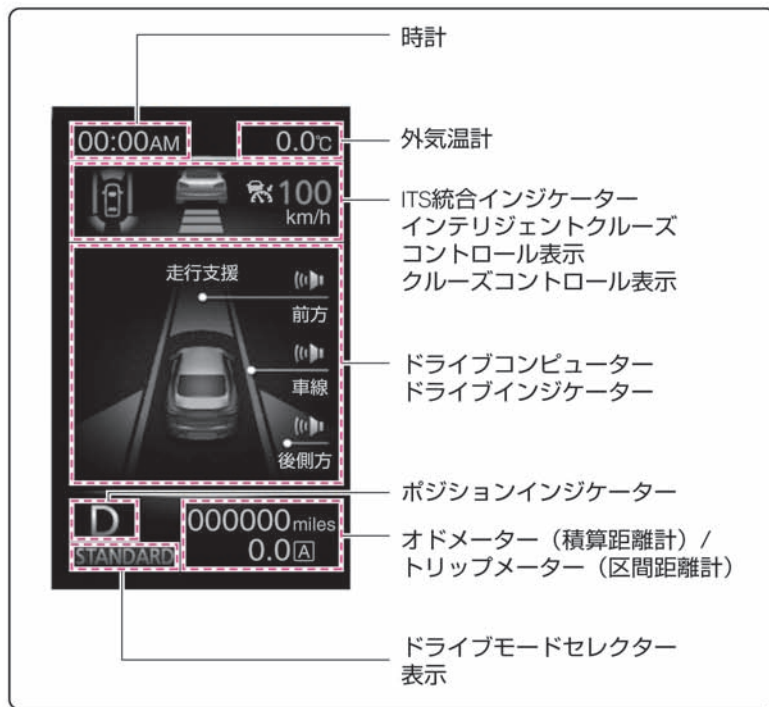 時計
00:00AM
0.0℃
外気温計
100
km/h
ITS統合インジケーター
インテリジェントクルーズ
コントロール表示
クルーズコントロール表示
走行支援
前方
車線
後側方
ドライブコンピューター
ドライブインジケーター
D
ポジションインジケーター
STANDARD
000000 miles
0.0 A
オドメーター（積算距離計）/
トリップメーター（区間距離計）
ドライブモードセレクター
表示